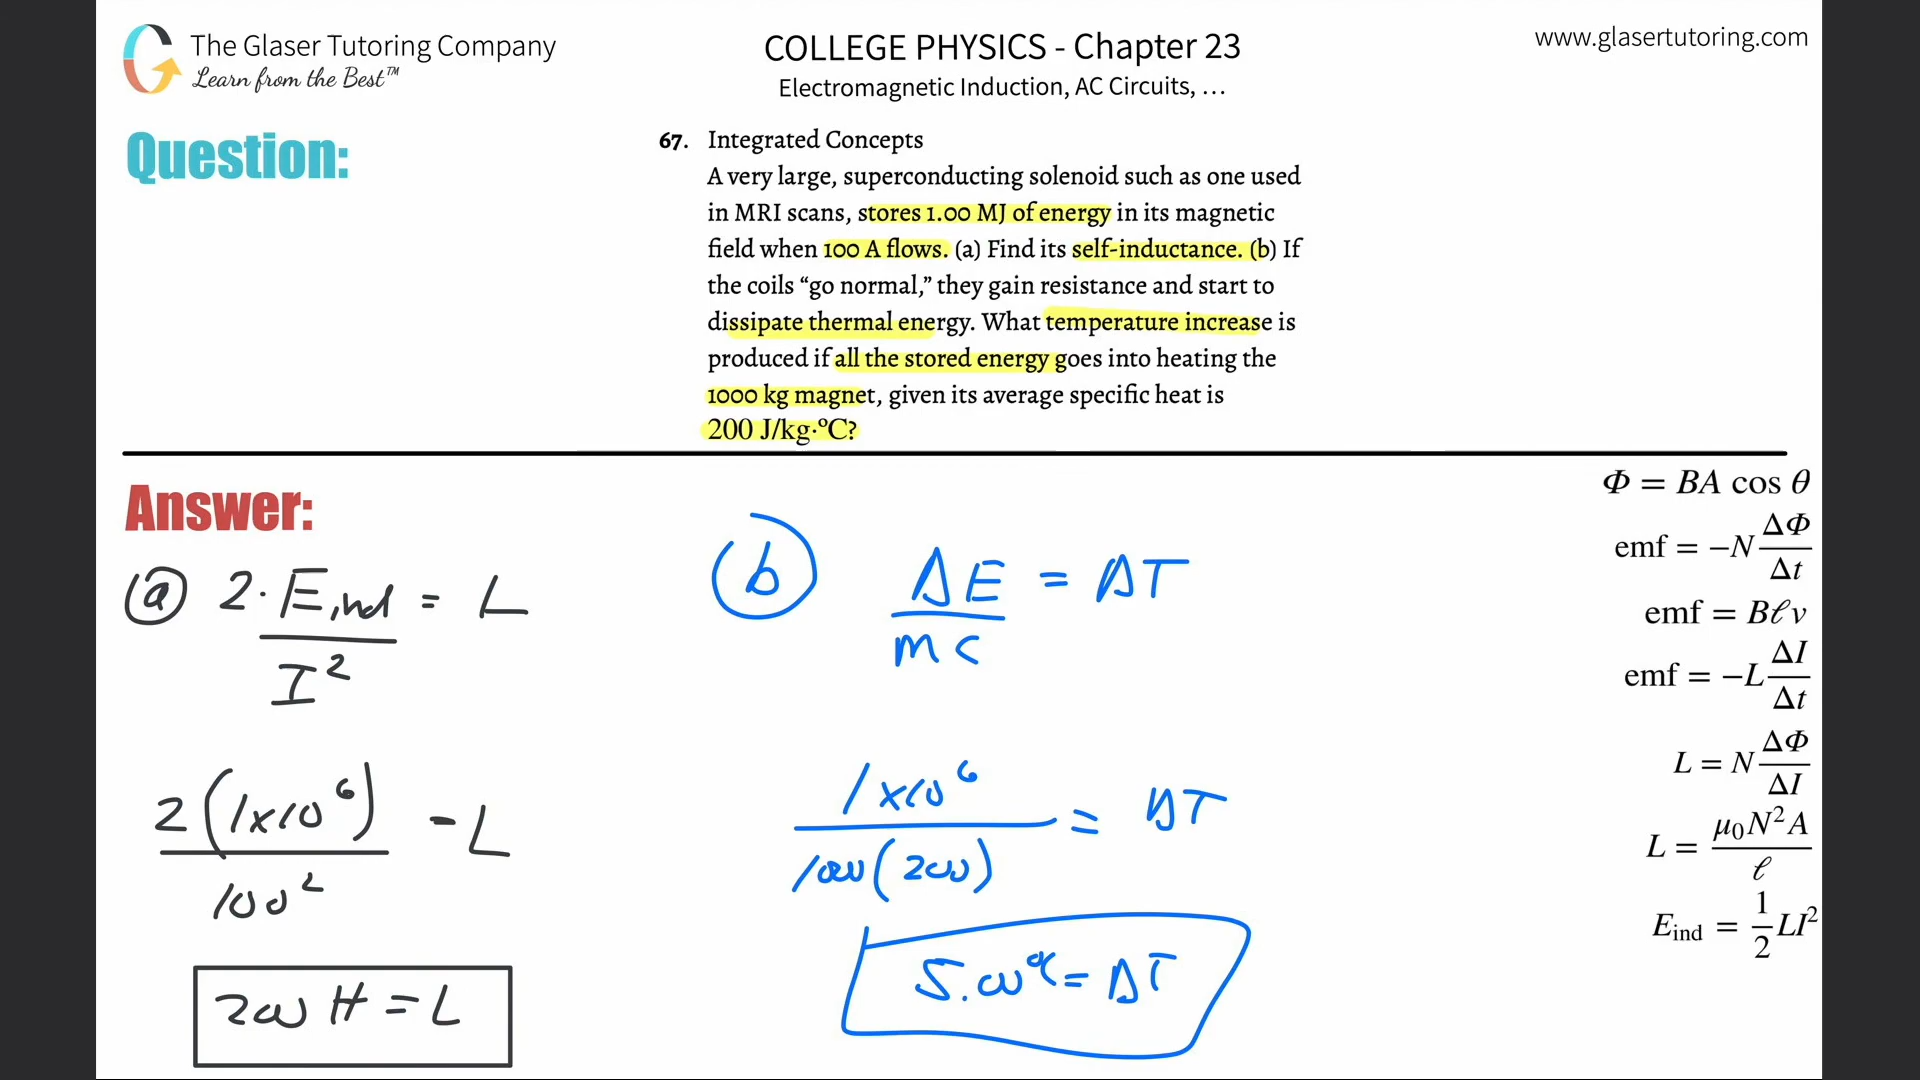 The Glaser Tutoring Company
Learn from the Best™
COLLEGE PHYSICS - Chapter 23
Electromagnetic Induction, AC Circuits, …
www.glasertutoring.com
Question:
67. Integrated Concepts
A very large, superconducting solenoid such as one used
in MRI scans, stores 1.00 MJ of energy in its magnetic
field when 100 A flows. (a) Find its self-inductance. (b) If
the coils “go normal,” they gain resistance and start to
dissipate thermal energy. What temperature increase is
produced if all the stored energy goes into heating the
1000 kg magnet, given its average specific heat is
200 J/kg·ºC?
Answer:
(a) 2·E ind / I² = L
2(1x10⁶) / 100² = L
200 H = L
(b) ΔE / mc = ΔT
1x10⁶ / 1000(200) = ΔT
5.00 °C = ΔT
Φ = BA cos θ
emf = −N ΔΦ/Δt
emf = Bℓv
emf = −L ΔI/Δt
L = N ΔΦ/ΔI
L = μ₀N²A/ℓ
E_ind = 1/2 LI²